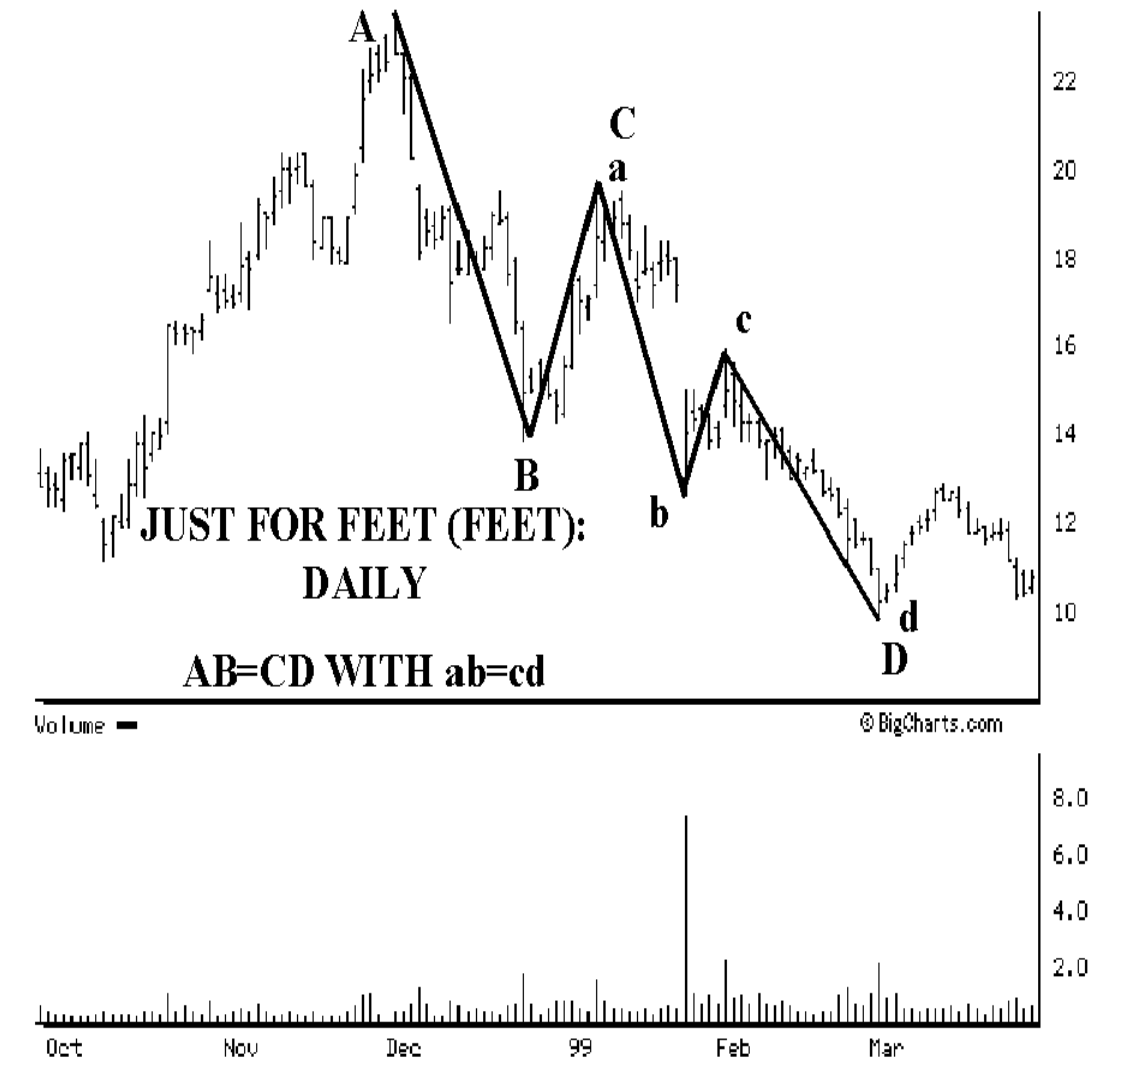 A
22
C
20
a
18
c
16
14
B
b
12
JUST FOR FEET (FEET):
DAILY
10
d
D
AB=CD WITH ab=cd
Volume
© BigCharts.com
8.0
6.0
4.0
2.0
Oct Nov Dec 99 Feb Mar